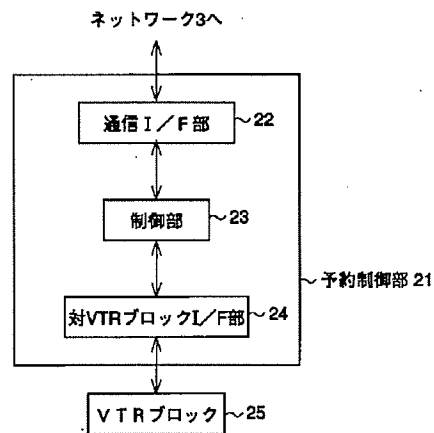 ネットワーク3へ
通信I/F部 22
制御部 23
予約制御部 21
対VTRブロックI/F部 24
VTRブロック 25